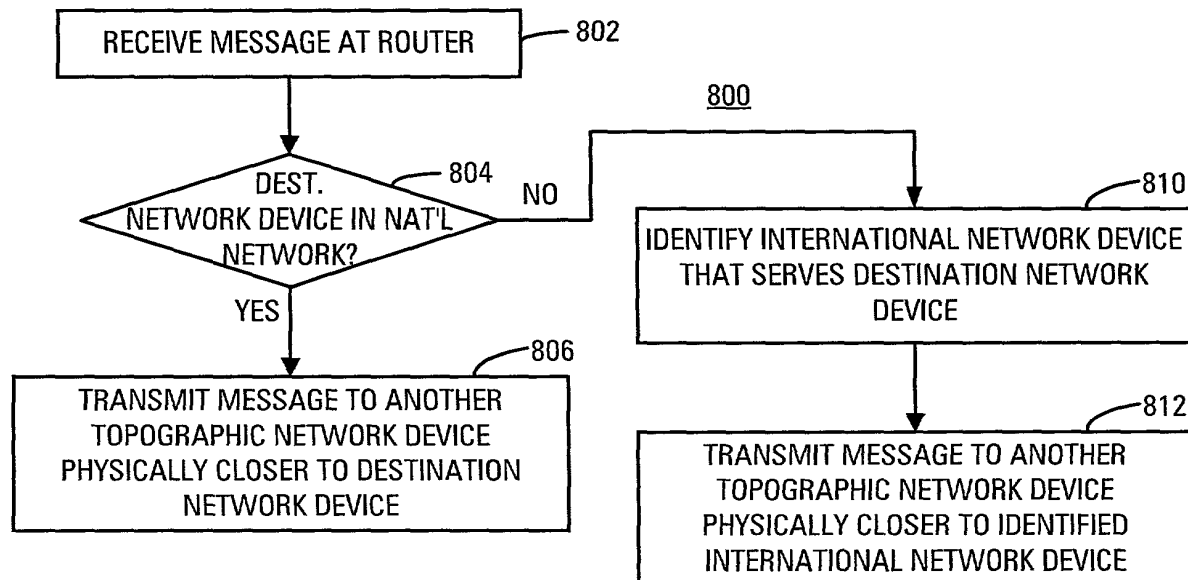 RECEIVE MESSAGE AT ROUTER
802
800
DEST.
NETWORK DEVICE IN NAT'L
NETWORK?
804
NO
YES
806
TRANSMIT MESSAGE TO ANOTHER
TOPOGRAPHIC NETWORK DEVICE
PHYSICALLY CLOSER TO DESTINATION
NETWORK DEVICE
810
IDENTIFY INTERNATIONAL NETWORK DEVICE
THAT SERVES DESTINATION NETWORK
DEVICE
812
TRANSMIT MESSAGE TO ANOTHER
TOPOGRAPHIC NETWORK DEVICE
PHYSICALLY CLOSER TO IDENTIFIED
INTERNATIONAL NETWORK DEVICE